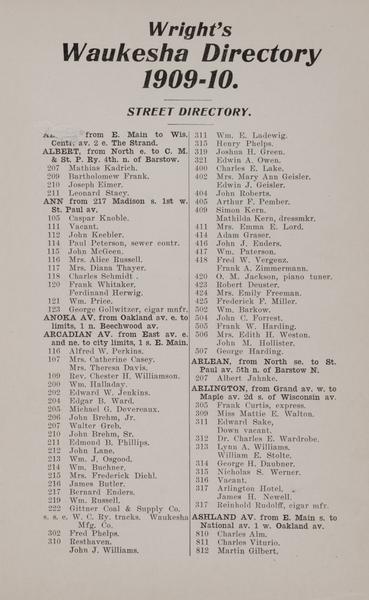 Wright's
Waukesha Directory
1909-10.
STREET DIRECTORY.
from E. Main to Wis.
Centr. av. 2 e. The Strand.
ALBERT, from North e. to C. M.
& St. P. Ry. 4th. n. of Barstow.
207 Mathias Kadrich.
209 Bartholomew Frank.
210 Joseph Eimer.
211 Leonard Stacey.
ANN from 217 Madison s. 1st w.
St. Paul av.
105 Caspar Knoble.
111 Vacant.
112 John Keebler.
114 Paul Peterson, sewer contr.
115 John McGeen.
116 Mrs. Alice Russell.
117 Mrs. Diana Thayer.
118 Charles Schmidt .
120 Frank Whitaker.
Ferdinand Herwig.
121 Wm. Price.
123 George Gollwitzer, cigar mnfr.
ANOKA AV. from Oakland av. e. to
limits, 1 n. Beechwood av.
ARCADIAN AV. from East av. e.
and ne. to city limits, 1 s. E. Main.
116 Alfred W. Perkins.
107 Mrs. Catherine Casey.
Mrs. Theresa Davis.
109 Rev. Chester H. Williamson.
200 Wm. Halladay.
202 Edward W. Jenkins.
204 Edgar B. Ward.
205 Michael G. Devereaux.
206 John Brehm, Jr.
207 Walter Greb.
210 John Brehm, Sr.
211 Edmond B. Phillips.
212 John Lane.
213 Wm. J. Osgood.
214 Wm. Buchner.
215 Mrs. Frederick Diehl.
216 James Butler.
217 Bernard Enders.
219 Wm. Russell.
222 Gittner Coal & Supply Co.
s. s. e. W. C. Ry. tracks. Waukesha
Mfg. Co.
302 Fred Phelps.
310 Resthaven.
John J. Williams.
311 Wm. E. Ladewig.
315 Henry Phelps.
319 Joshua H. Green.
321 Edwin A. Owen.
400 Charles E. Lake.
402 Mrs. Mary Ann Geisler.
Edwin J. Geisler.
404 John Roberts.
405 Arthur F. Pember.
409 Simon Kern.
Mathilda Kern, dressmkr.
411 Mrs. Emma E. Lord.
414 Adam Graser.
416 John J. Enders.
417 Wm. Paterson.
418 Fred W. Vergenz.
Frank A. Zimmermann.
420 O. M. Jackson, piano tuner.
423 Robert Deuster.
424 Mrs. Emily Freeman.
425 Frederick F. Miller.
502 Wm. Barkow.
504 John C. Forrest.
505 Frank W. Harding.
506 Mrs. Edith H. Weston.
John M. Hollister.
507 George Harding.
ARLEAN, from North se. to St.
Paul av. 5th n. of Barstow N.
207 Albert Jahnke.
ARLINGTON, from Grand av. w. to
Maple av. 2d s. of Wisconsin av.
305 Frank Curtis, express.
309 Miss Mattie E. Walton.
311 Edward Sake,
Down vacant.
312 Dr. Charles E. Wardrobe.
313 Lynn A. Williams.
William E. Stolte.
314 George H. Daubner.
315 Nicholas S. Werner.
316 Vacant.
317 Arlington Hotel,
James H. Newell.
317 Reinhold Rudolff, cigar mfr.
ASHLAND AV. from E. Main s. to
National av. 1 w. Oakland av.
810 Charles Alm.
811 Charles Viturio.
812 Martin Gilbert.